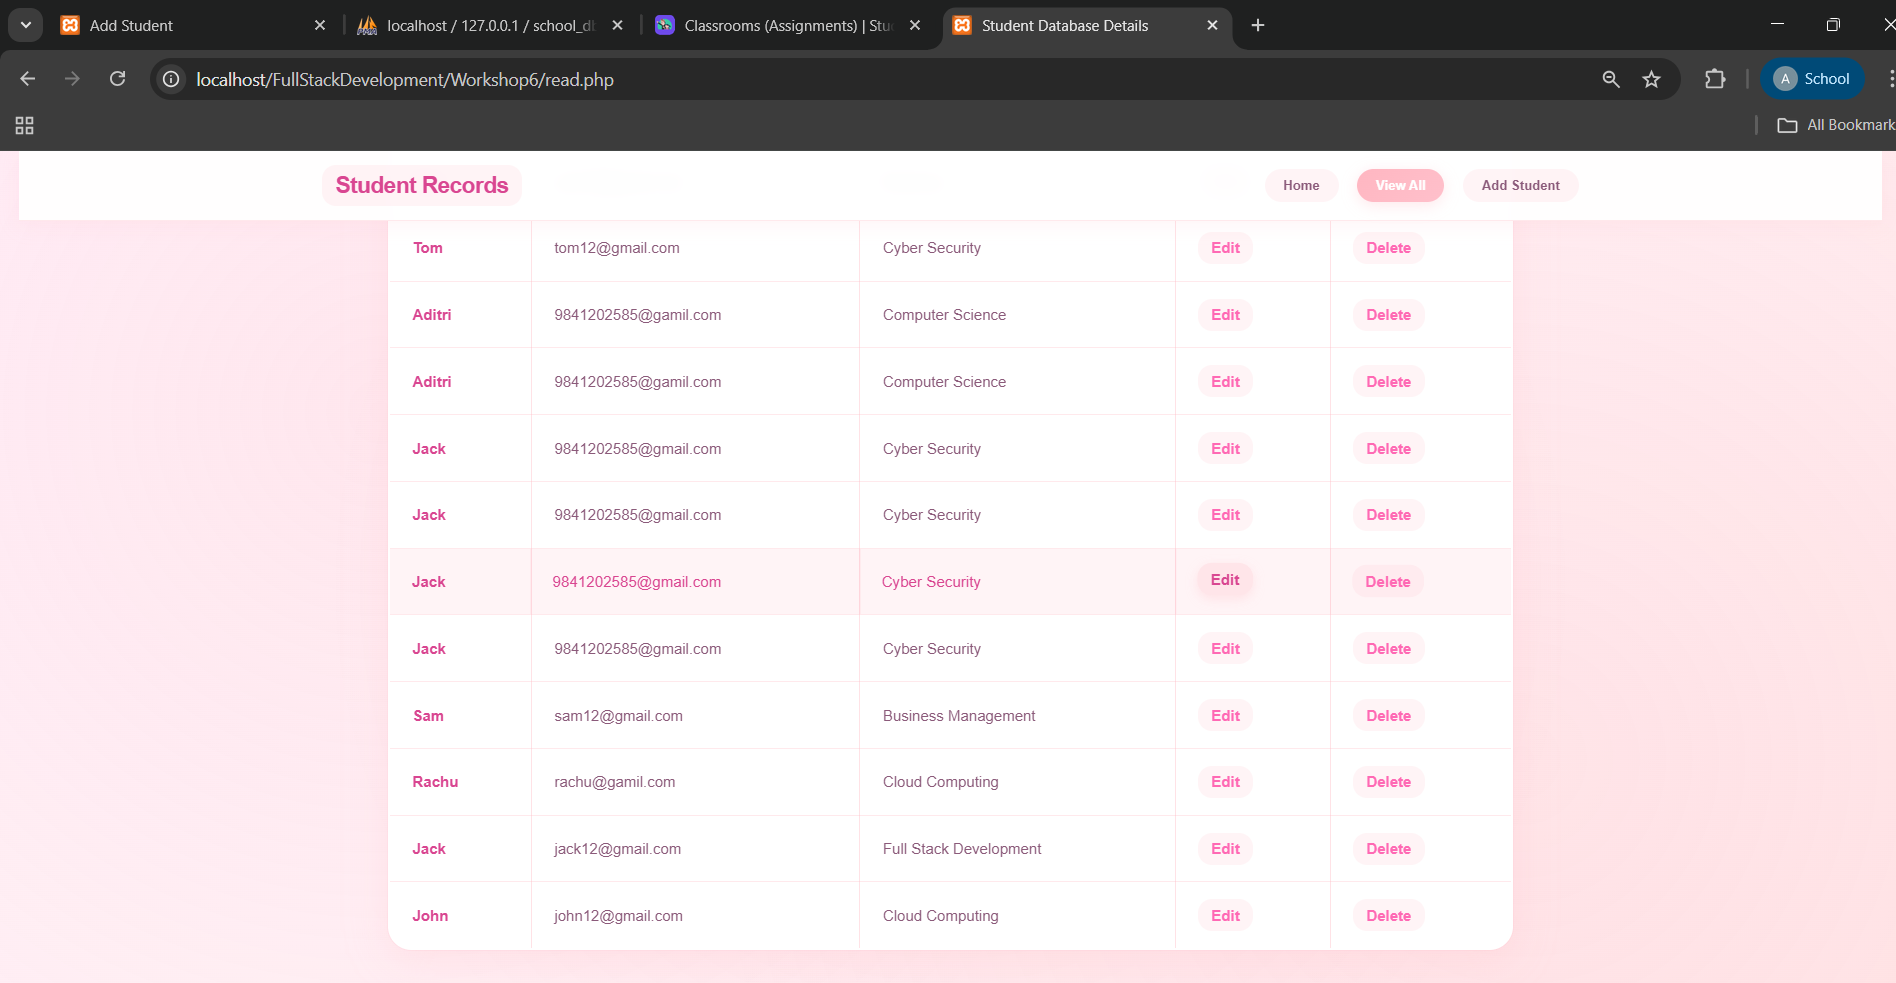 Add Student
localhost / 127.0.0.1 / school_db
Classrooms (Assignments) | Stu
Student Database Details
localhost/FullStackDevelopment/Workshop6/read.php
A School
All Bookmark
Student Records Home View All Add Student
Tom tom12@gmail.com Cyber Security Edit Delete
Aditri 9841202585@gamil.com Computer Science Edit Delete
Aditri 9841202585@gamil.com Computer Science Edit Delete
Jack 9841202585@gmail.com Cyber Security Edit Delete
Jack 9841202585@gmail.com Cyber Security Edit Delete
Jack 9841202585@gmail.com Cyber Security Edit Delete
Jack 9841202585@gmail.com Cyber Security Edit Delete
Sam sam12@gmail.com Business Management Edit Delete
Rachu rachu@gamil.com Cloud Computing Edit Delete
Jack jack12@gmail.com Full Stack Development Edit Delete
John john12@gmail.com Cloud Computing Edit Delete